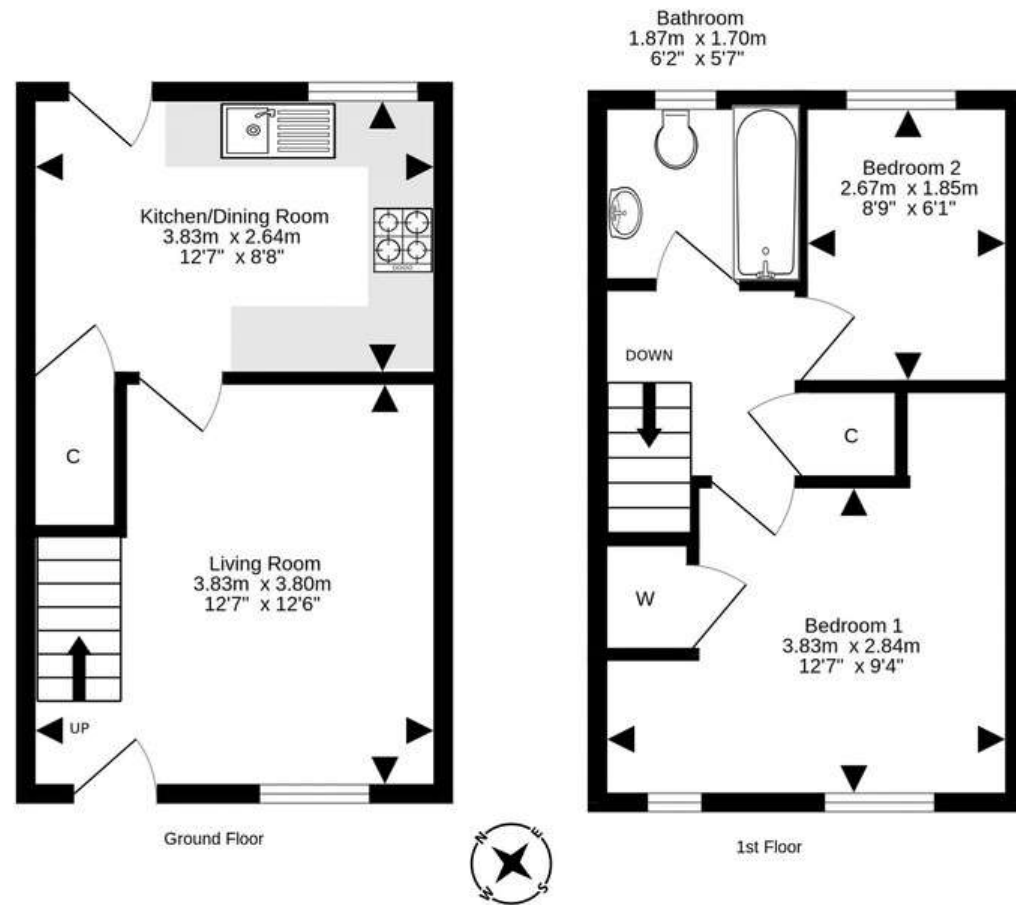 Bathroom
1.87m x 1.70m
6'2" x 5'7"
Kitchen/Dining Room
3.83m x 2.64m
12'7" x 8'8"
Bedroom 2
2.67m x 1.85m
8'9" x 6'1"
DOWN
C
C
Living Room
3.83m x 3.80m
12'7" x 12'6"
W
Bedroom 1
3.83m x 2.84m
12'7" x 9'4"
UP
Ground Floor
1st Floor
N
E
W
S